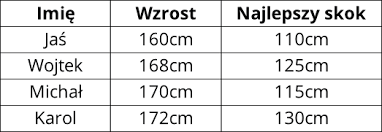 Imię Wzrost Najlepszy skok
Jaś 160cm 110cm
Wojtek 168cm 125cm
Michał 170cm 115cm
Karol 172cm 130cm